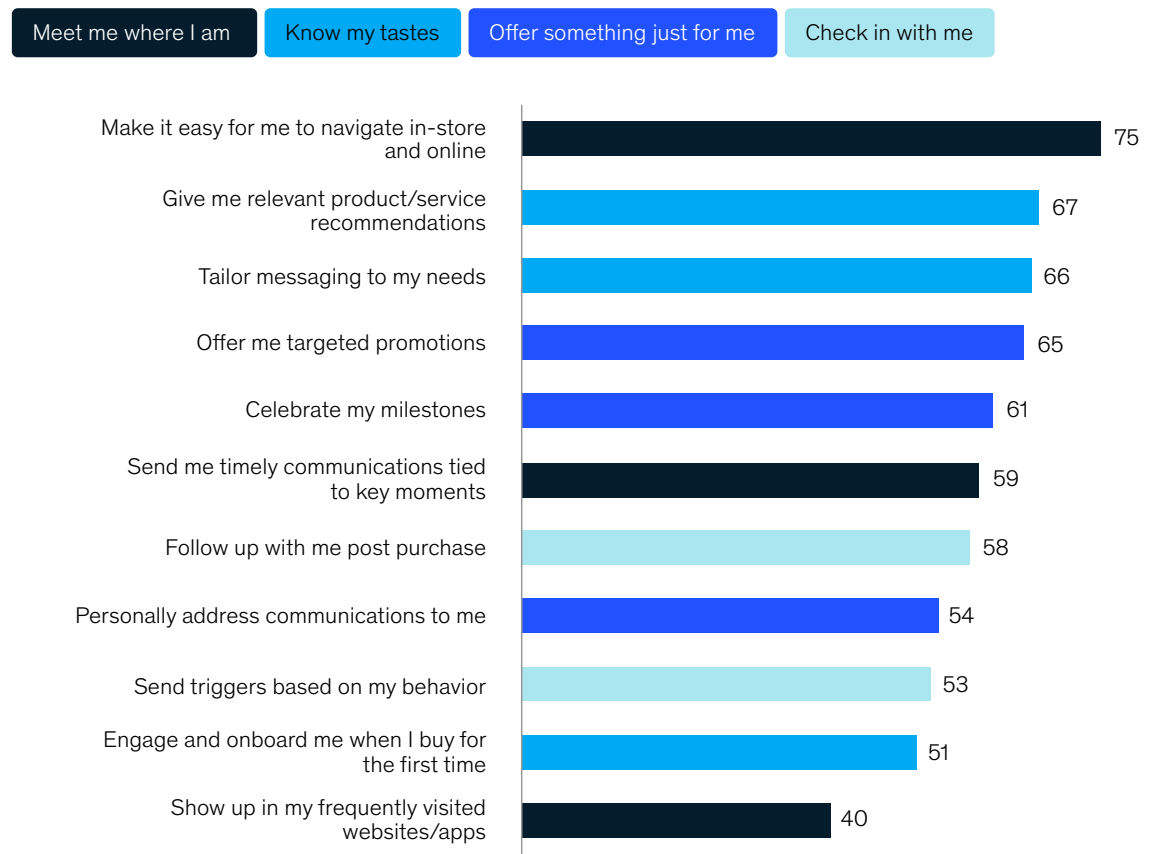 Meet me where I am
Know my tastes
Offer something just for me
Check in with me
Make it easy for me to navigate in-store
and online
75
Give me relevant product/service
recommendations
67
Tailor messaging to my needs
66
Offer me targeted promotions
65
Celebrate my milestones
61
Send me timely communications tied
to key moments
59
Follow up with me post purchase
58
Personally address communications to me
54
Send triggers based on my behavior
53
Engage and onboard me when I buy for
the first time
51
Show up in my frequently visited
websites/apps
40